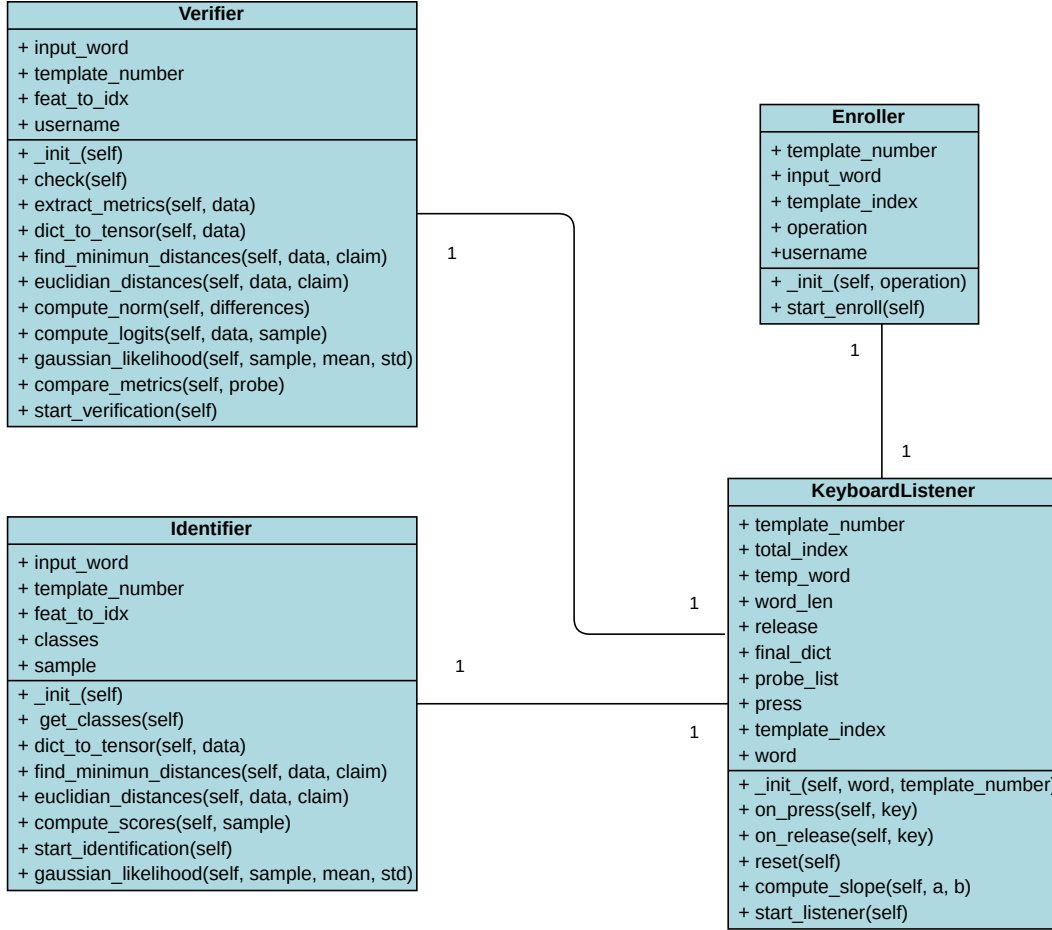 Verifier
+ input_word
+ template_number
+ feat_to_idx
+ username
+ _init_(self)
+ check(self)
+ extract_metrics(self, data)
+ dict_to_tensor(self, data)
+ find_minimun_distances(self, data, claim)
+ euclidian_distances(self, data, claim)
+ compute_norm(self, differences)
+ compute_logits(self, data, sample)
+ gaussian_likelihood(self, sample, mean, std)
+ compare_metrics(self, probe)
+ start_verification(self)
1
Enroller
+ template_number
+ input_word
+ template_index
+ operation
+username
+ _init_(self, operation)
+ start_enroll(self)
1
1
Identifier
+ input_word
+ template_number
+ feat_to_idx
+ classes
+ sample
+ _init_(self)
+  get_classes(self)
+ dict_to_tensor(self, data)
+ find_minimun_distances(self, data, claim)
+ euclidian_distances(self, data, claim)
+ compute_scores(self, sample)
+ start_identification(self)
+ gaussian_likelihood(self, sample, mean, std)
1
1
1
KeyboardListener
+ template_number
+ total_index
+ temp_word
+ word_len
+ release
+ final_dict
+ probe_list
+ press
+ template_index
+ word
+ _init_(self, word, template_number)
+ on_press(self, key)
+ on_release(self, key)
+ reset(self)
+ compute_slope(self, a, b)
+ start_listener(self)